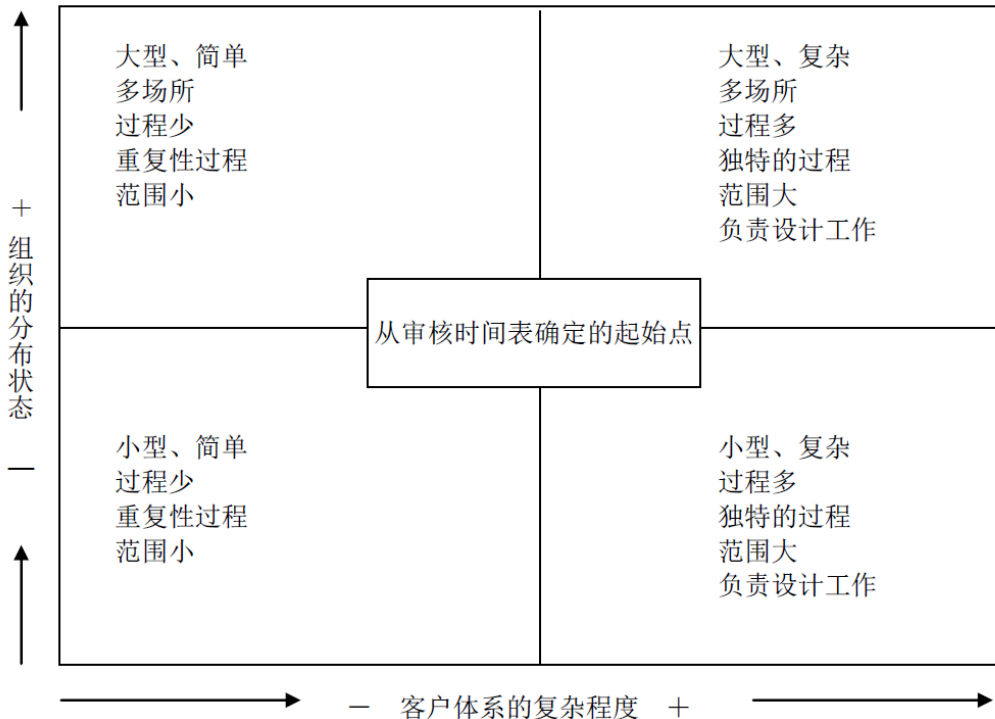 大型、简单
多场所
过程少
重复性过程
范围小
大型、复杂
多场所
过程多
独特的过程
范围大
负责设计工作
＋ 组织的分布状态 －
从审核时间表确定的起始点
小型、简单
过程少
重复性过程
范围小
小型、复杂
过程多
独特的过程
范围大
负责设计工作
－ 客户体系的复杂程度 ＋